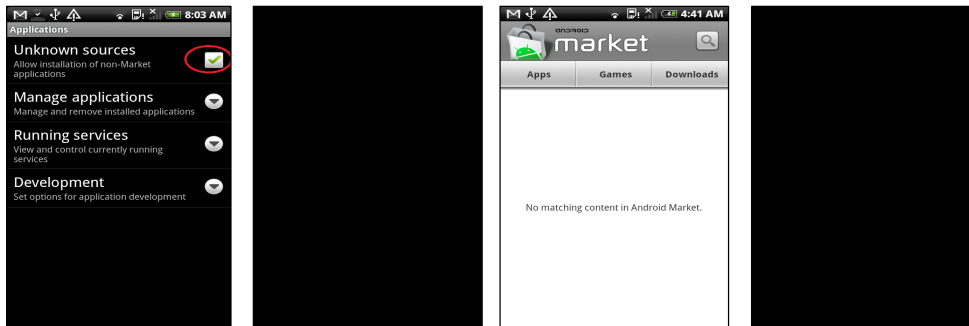 8:03 AM
Applications
Unknown sources
Allow installation of non-Market
applications
Manage applications
Manage and remove installed applications
Running services
View and control currently running
services
Development
Set options for application development
4:41 AM
ANDROID
market
Apps Games Downloads
No matching content in Android Market.